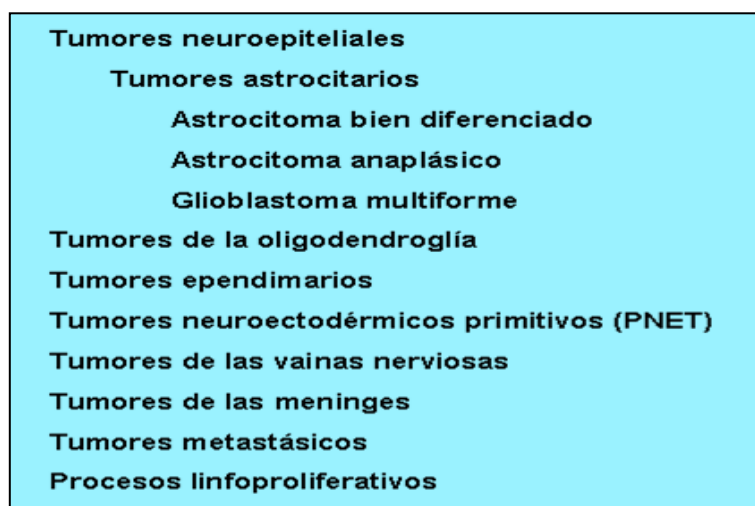 Tumores neuroepiteliales
Tumores astrocitarios
Astrocitoma bien diferenciado
Astrocitoma anaplásico
Glioblastoma multiforme
Tumores de la oligodendroglía
Tumores ependimarios
Tumores neuroectodérmicos primitivos (PNET)
Tumores de las vainas nerviosas
Tumores de las meninges
Tumores metastásicos
Procesos linfoproliferativos